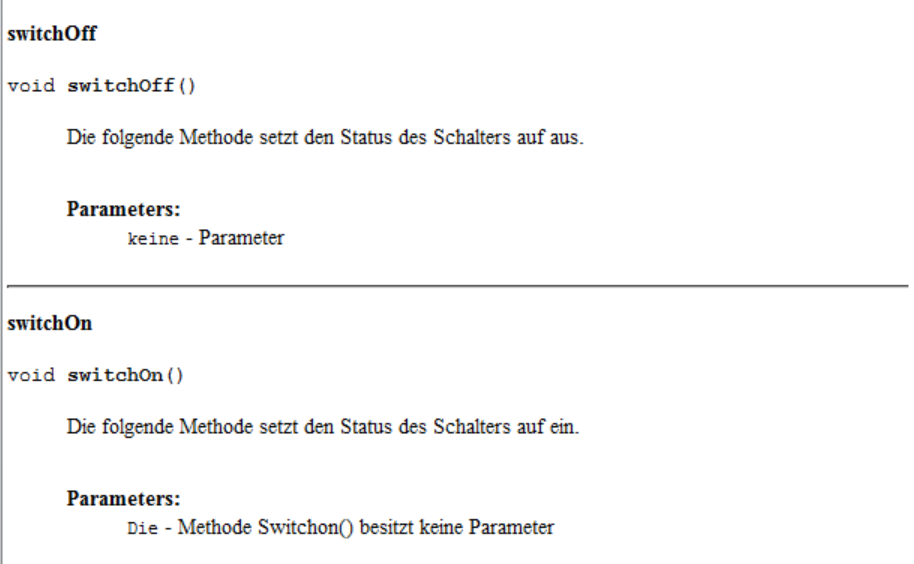 switchOff
void switchOff()
Die folgende Methode setzt den Status des Schalters auf aus.
Parameters:
keine - Parameter
switchOn
void switchOn()
Die folgende Methode setzt den Status des Schalters auf ein.
Parameters:
Die - Methode Switchon() besitzt keine Parameter